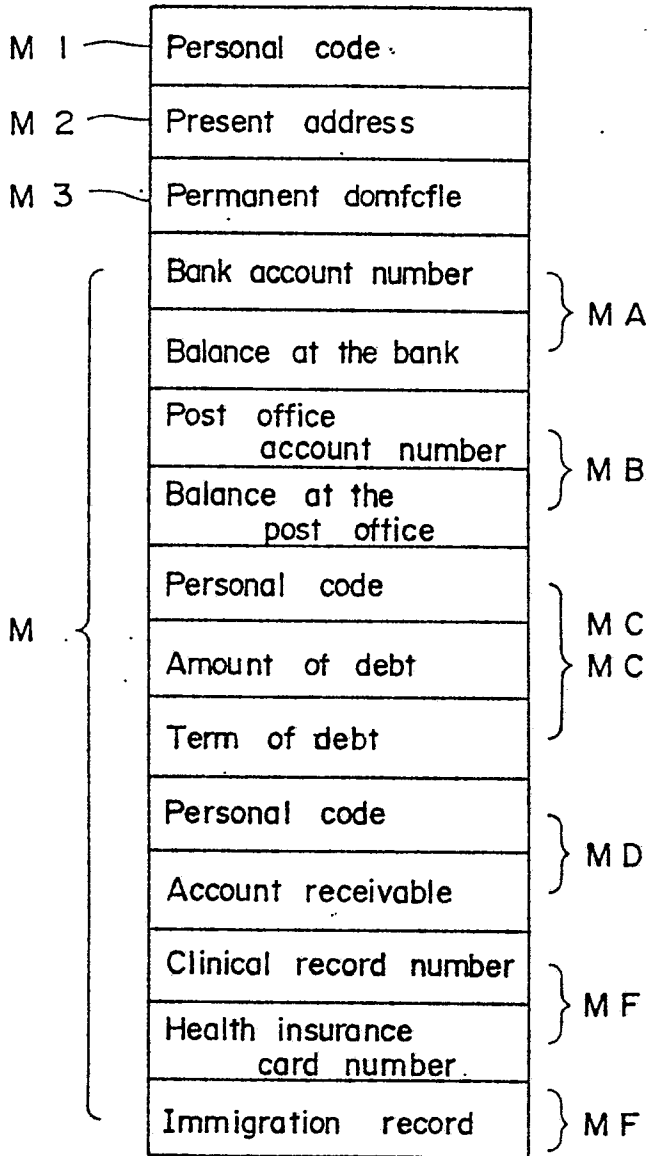 M 1 Personal code
M 2 Present address
M 3 Permanent domfcfle
Bank account number
M A
Balance at the bank
Post office
account number
M B
Balance at the
post office
Personal code
M C
M
Amount of debt
M C
Term of debt
Personal code
M D
Account receivable
Clinical record number
M F
Health insurance
card number
Immigration record
M F